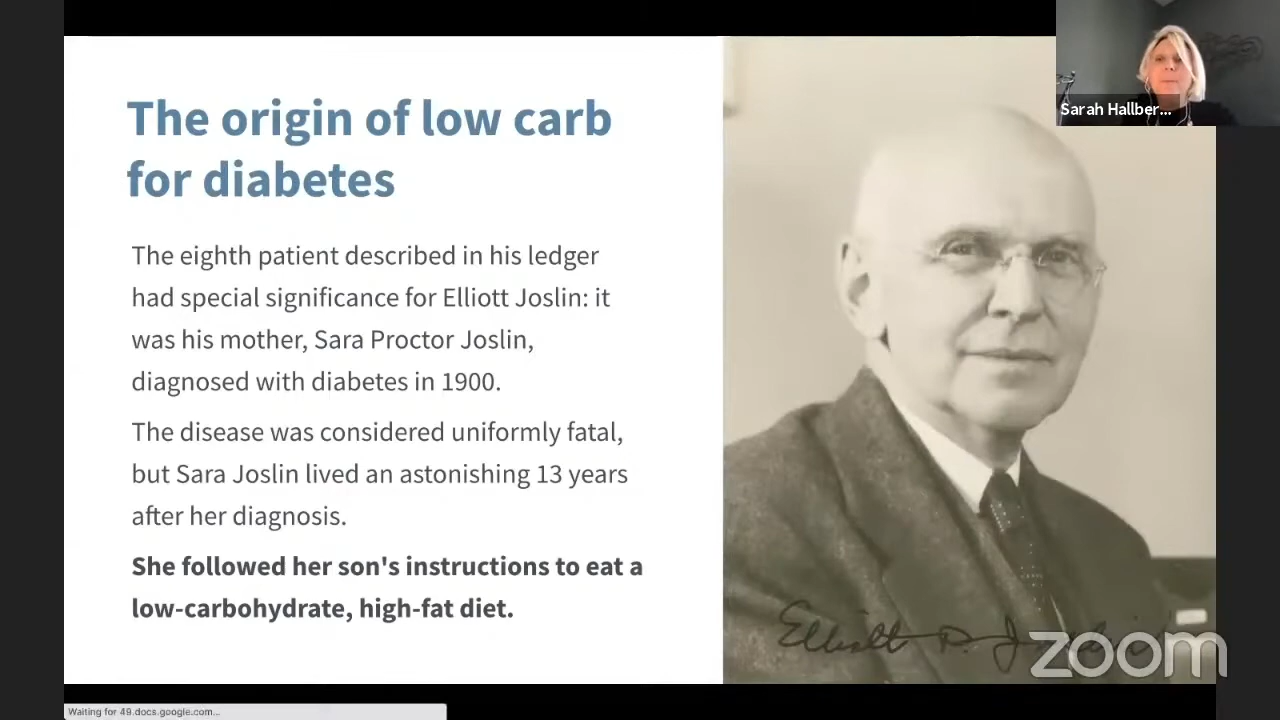 The origin of low carb
for diabetes
The eighth patient described in his ledger
had special significance for Elliott Joslin: it
was his mother, Sara Proctor Joslin,
diagnosed with diabetes in 1900.
The disease was considered uniformly fatal,
but Sara Joslin lived an astonishing 13 years
after her diagnosis.
She followed her son's instructions to eat a
low-carbohydrate, high-fat diet.
Sarah Hallber...
Elliott P.
zoom
Waiting for 49.docs.google.com...